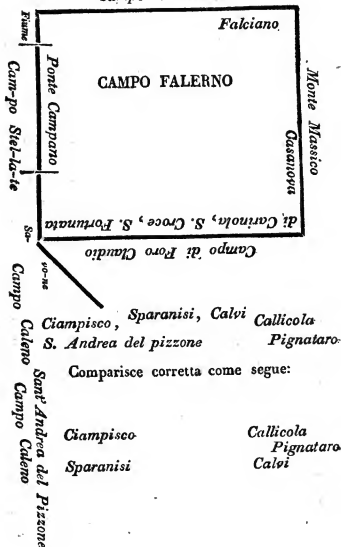 Falciano
Fiume
Ponte Campano
CAMPO FALERNO
Monte Massico
Casanova
Cam-po Stel-la-te
di Carinola, S. Croce, S. Fortunata
Campo di Foro Claudio
Sa-
vo-ne
Ciampisco, Sparanisi, Calvi Callicola
S. Andrea del pizzone Pignataro
Campo Caleno Sant' Andrea del Pizzone
Campo Caleno
Comparisce corretta come segue:
Ciampisco Callicola
Pignataro
Sparanisi Calvi